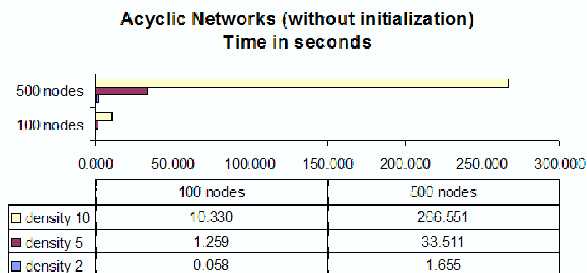 Acyclic Networks (without initialization)
Time in seconds
500 nodes
100 nodes
0.000 50.000 100.000 150.000 200.000 250.000 300.000
100 nodes 500 nodes
density 10 10.330 266.551
density 5 1.259 33.511
density 2 0.058 1.655